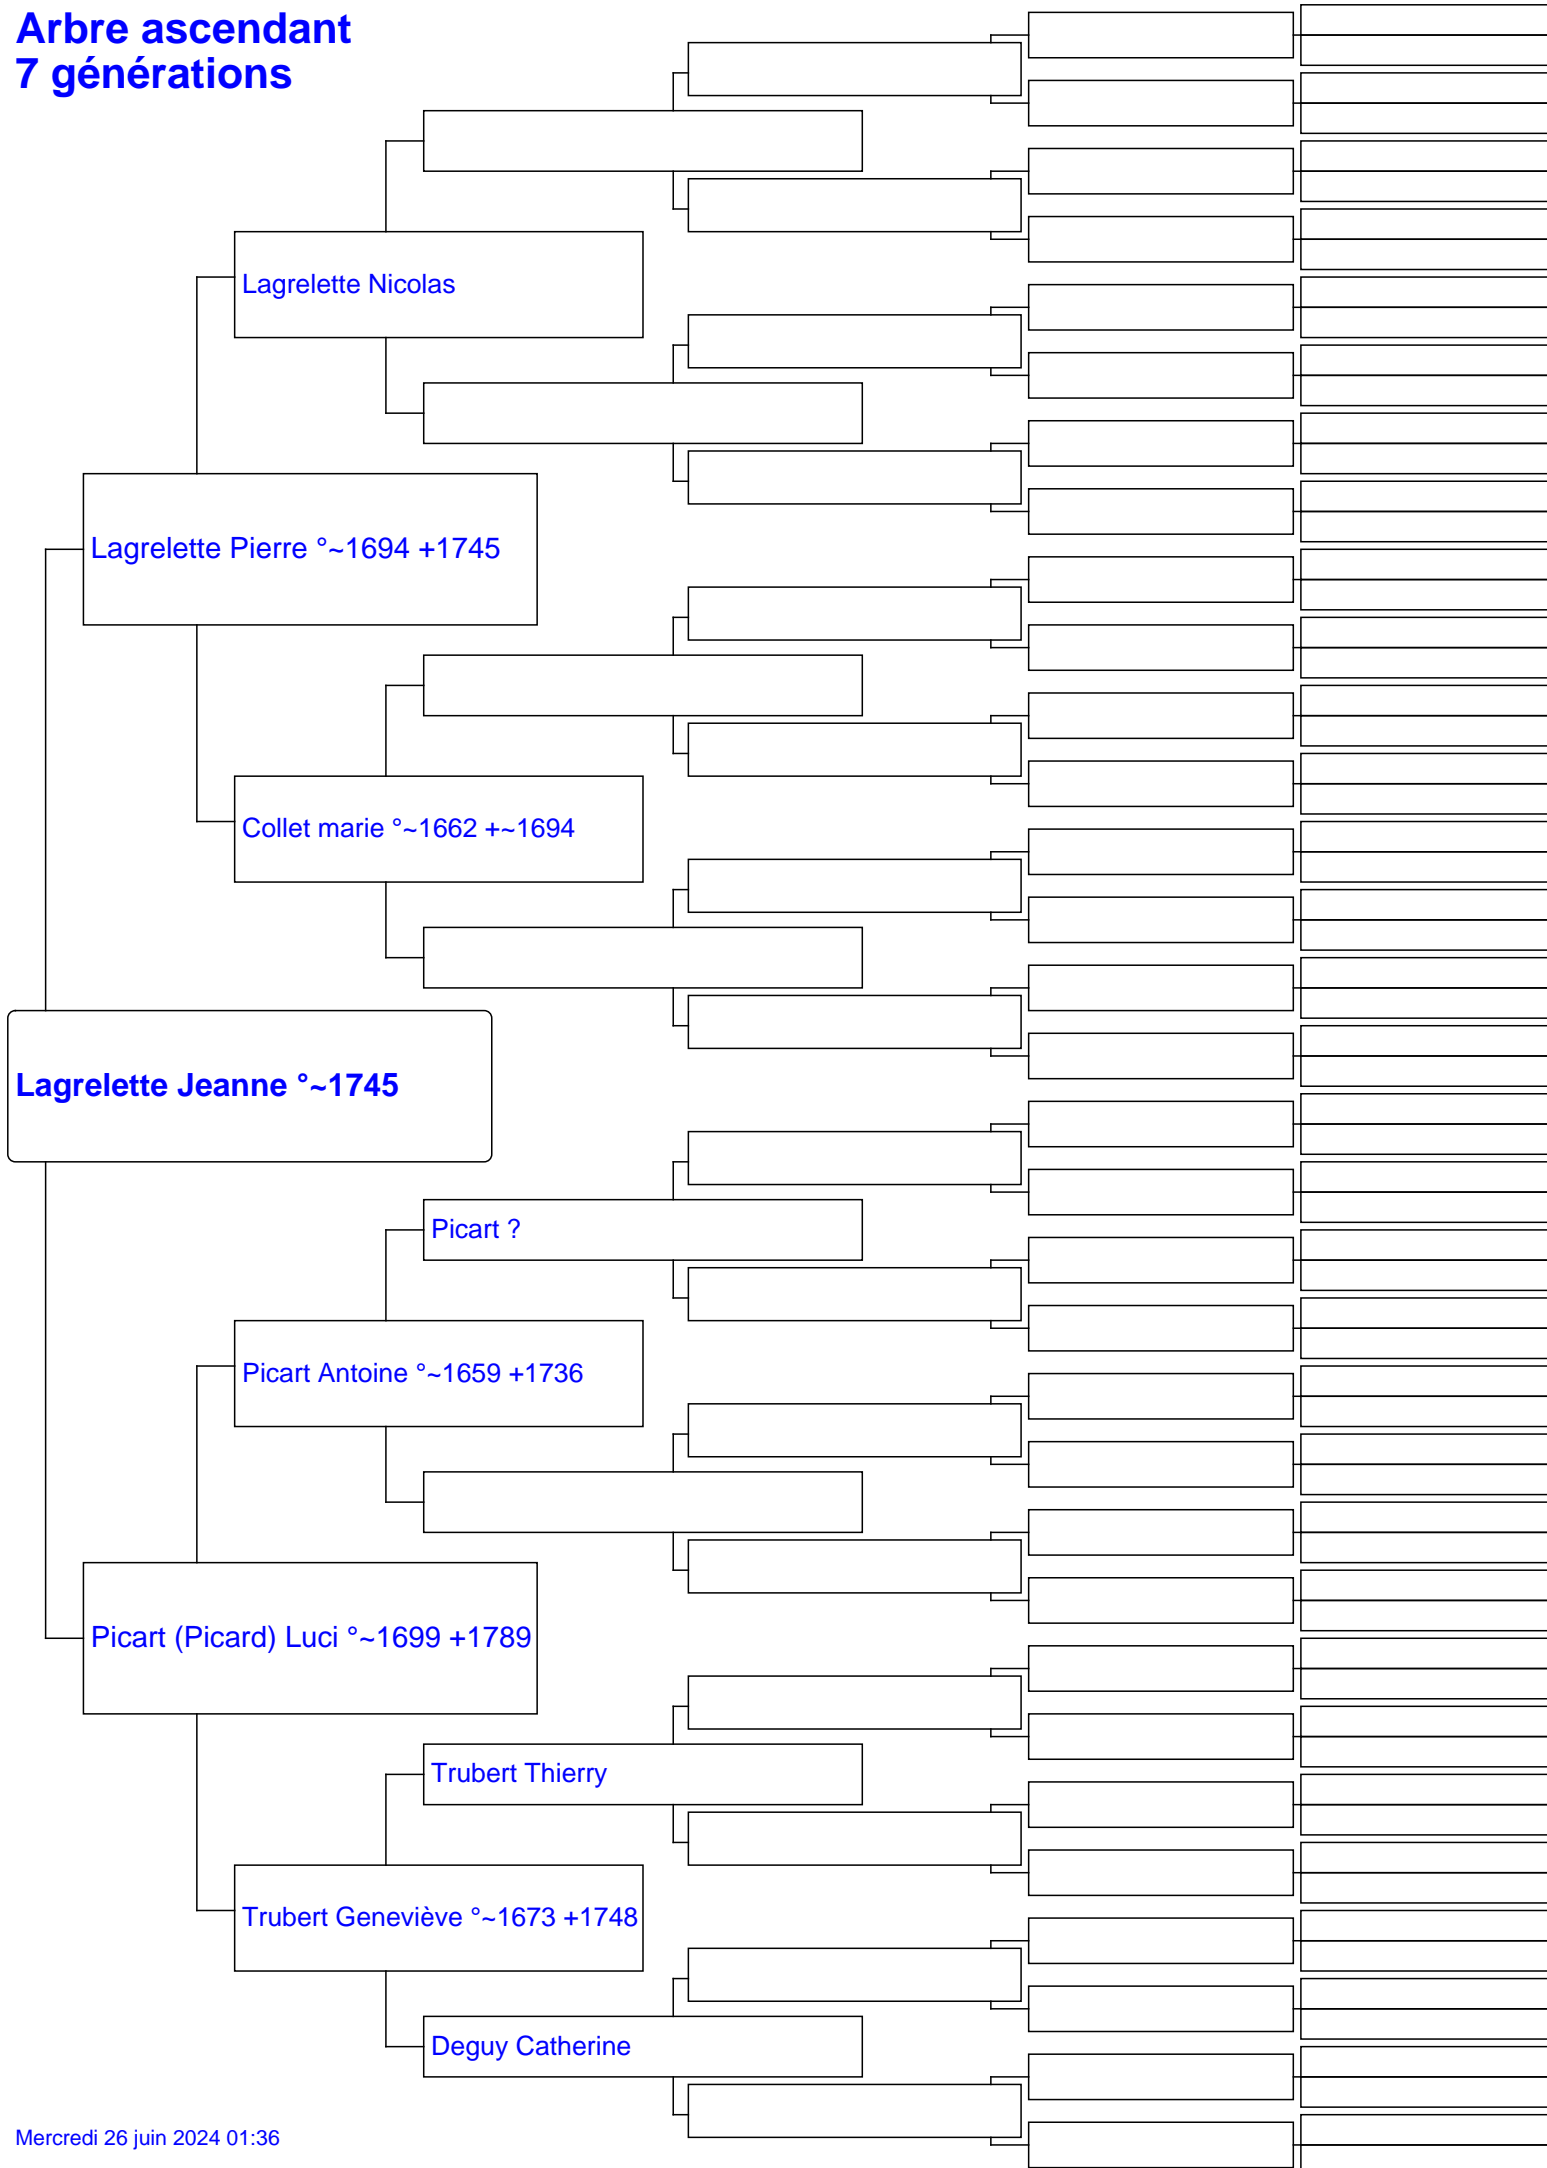 Arbre ascendant
7 générations
Lagrelette Nicolas
Lagrelette Pierre °~1694 +1745
Collet marie °~1662 +~1694
Lagrelette Jeanne °~1745
Picart ?
Picart Antoine °~1659 +1736
Picart (Picard) Luci °~1699 +1789
Trubert Thierry
Trubert Geneviève °~1673 +1748
Deguy Catherine
Mercredi 26 juin 2024 01:36